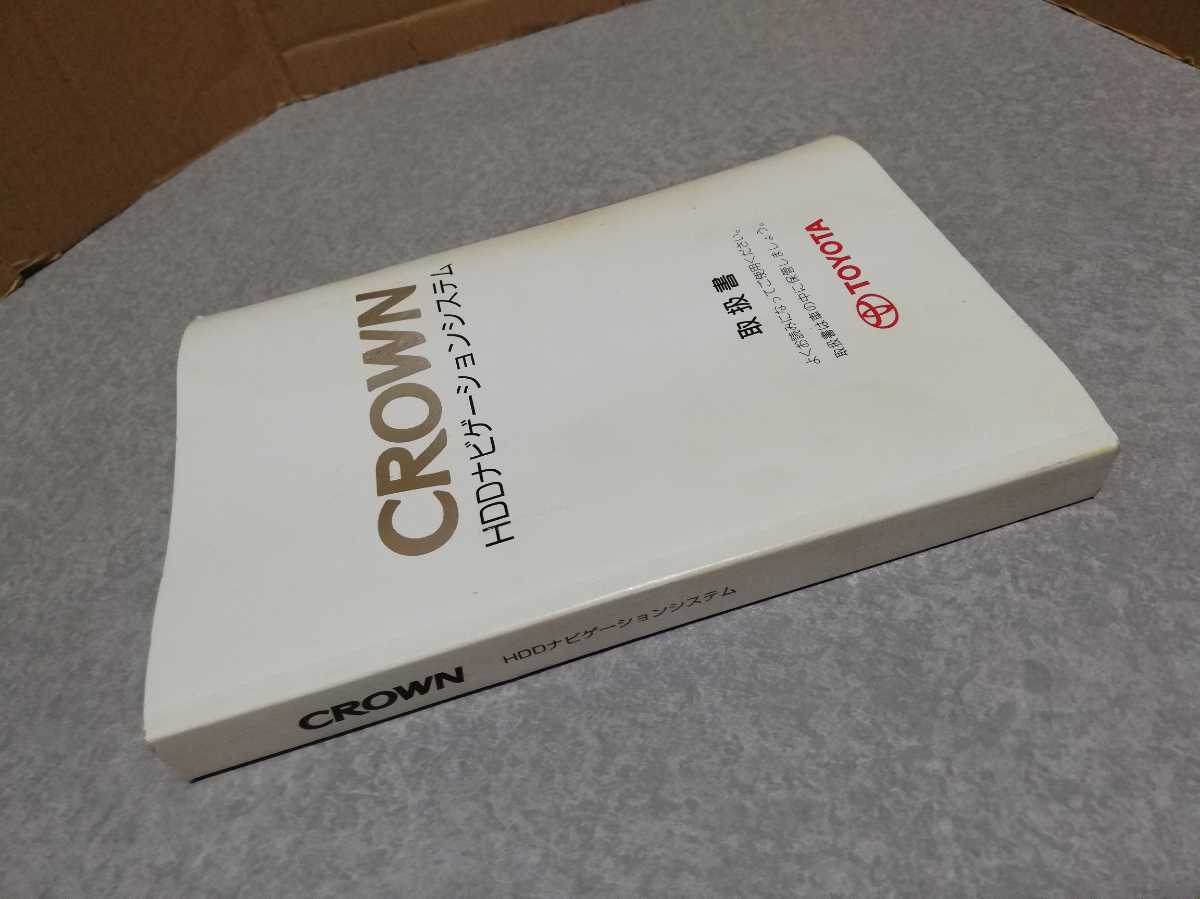 CROWN
HDDナビゲーションシステム
取扱書
よくお読みになってご使用ください。
取扱書は車の中に保管しましょう。
TOYOTA
CROWN HDDナビゲーションシステム